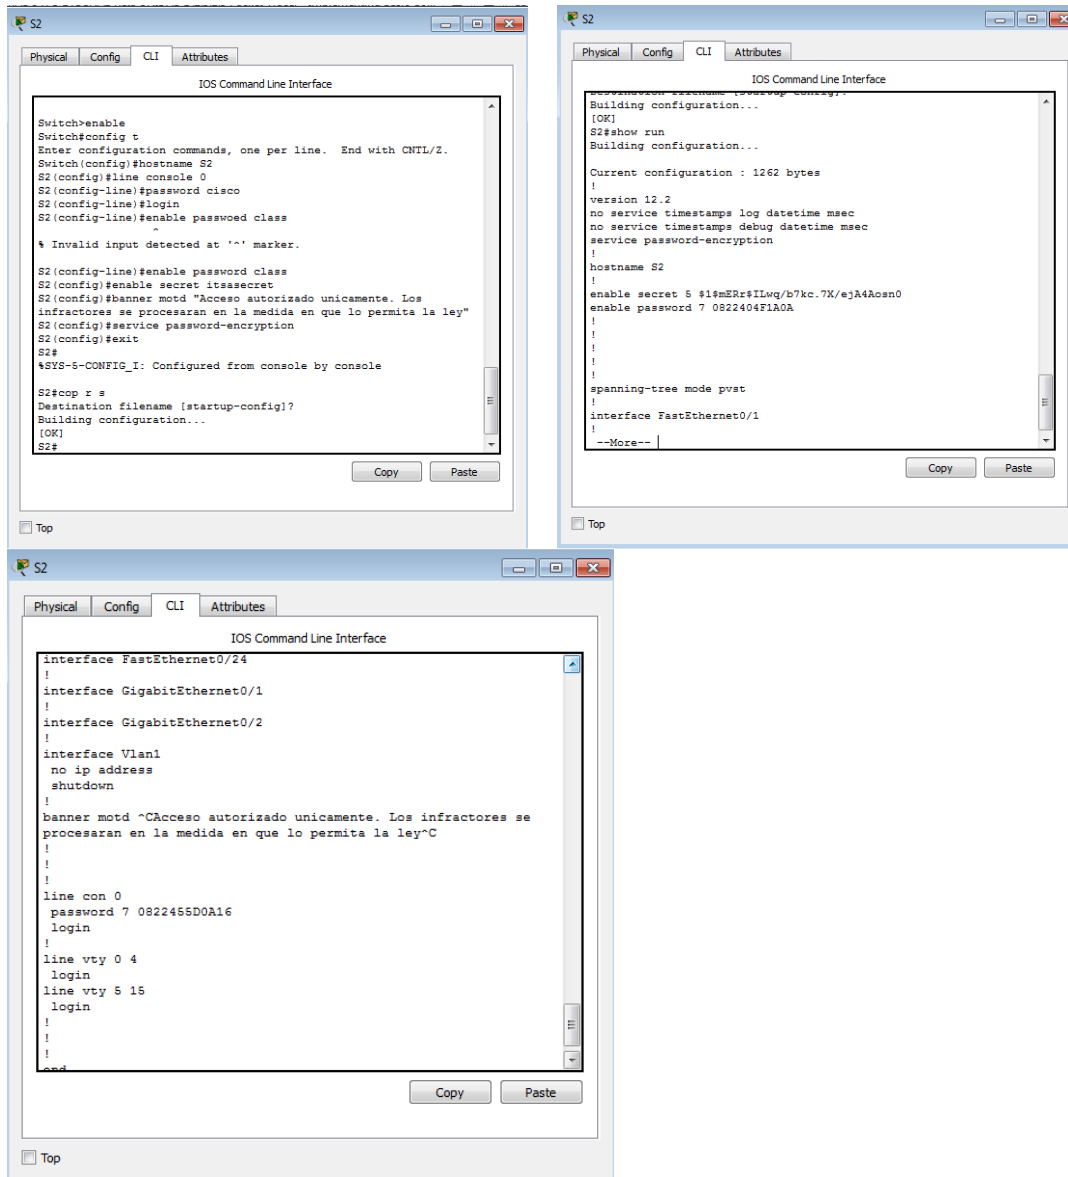 S2
Physical Config CLI Attributes
IOS Command Line Interface
Switch>enable
Switch#config t
Enter configuration commands, one per line.  End with CNTL/Z.
Switch(config)#hostname S2
S2(config)#line console 0
S2(config-line)#password cisco
S2(config-line)#login
S2(config-line)#enable passwoed class
^
% Invalid input detected at '^' marker.
S2(config-line)#enable password class
S2(config)#enable secret itsasecret
S2(config)#banner motd "Acceso autorizado unicamente. Los
infractores se procesaran en la medida en que lo permita la ley"
S2(config)#service password-encryption
S2(config)#exit
S2#
%SYS-5-CONFIG_I: Configured from console by console
S2#cop r s
Destination filename [startup-config]?
Building configuration...
[OK]
S2#
Copy Paste
Top
S2
Physical Config CLI Attributes
IOS Command Line Interface
Destination filename [startup-config]?
Building configuration...
[OK]
S2#show run
Building configuration...
Current configuration : 1262 bytes
!
version 12.2
no service timestamps log datetime msec
no service timestamps debug datetime msec
service password-encryption
!
hostname S2
!
enable secret 5 $1$mERr$ILwq/b7kc.7X/ejA4Aosn0
enable password 7 0822404F1A0A
!
!
!
!
!
spanning-tree mode pvst
!
interface FastEthernet0/1
!
--More--
Copy Paste
Top
S2
Physical Config CLI Attributes
IOS Command Line Interface
interface FastEthernet0/24
!
interface GigabitEthernet0/1
!
interface GigabitEthernet0/2
!
interface Vlan1
no ip address
shutdown
!
banner motd ^CAcceso autorizado unicamente. Los infractores se
procesaran en la medida en que lo permita la ley^C
!
!
!
line con 0
password 7 0822455D0A16
login
!
line vty 0 4
login
line vty 5 15
login
!
!
!
end
Copy Paste
Top